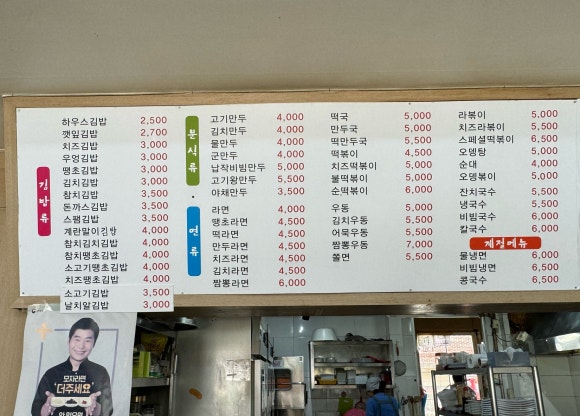 김밥류
하우스김밥 2,500
깻잎김밥 2,700
치즈김밥 3,000
우엉김밥 3,000
땡초김밥 3,000
김치김밥 3,000
참치김밥 3,500
돈까스김밥 3,500
스팸김밥 3,500
계란말이김밥 4,000
참치김치김밥 4,000
참치땡초김밥 4,000
소고기땡초김밥 4,000
치즈땡초김밥 4,000
소고기김밥 3,500
날치알김밥 3,000
분식류
고기만두 4,000
김치만두 4,000
물만두 4,000
군만두 4,000
납작비빔만두 5,000
고기왕만두 5,000
야채만두 3,500
· 면류
라면 4,000
땡초라면 4,500
떡라면 4,500
만두라면 4,500
치즈라면 4,500
김치라면 4,500
짬뽕라면 6,000
떡국 5,000
만두국 5,000
떡만두국 5,500
떡볶이 4,500
치즈떡볶이 5,000
불떡볶이 5,000
순떡볶이 6,000
우동 5,000
김치우동 5,500
어묵우동 5,500
짬뽕우동 7,000
쫄면 5,500
라볶이 5,000
치즈라볶이 5,500
스페셜떡볶이 6,500
오뎅탕 5,000
순대 4,000
오뎅볶이 5,000
잔치국수 5,500
냉국수 5,500
비빔국수 6,000
칼국수 6,000
계절메뉴
물냉면 6,000
비빔냉면 6,500
콩국수 6,500
모자라면
더주세요